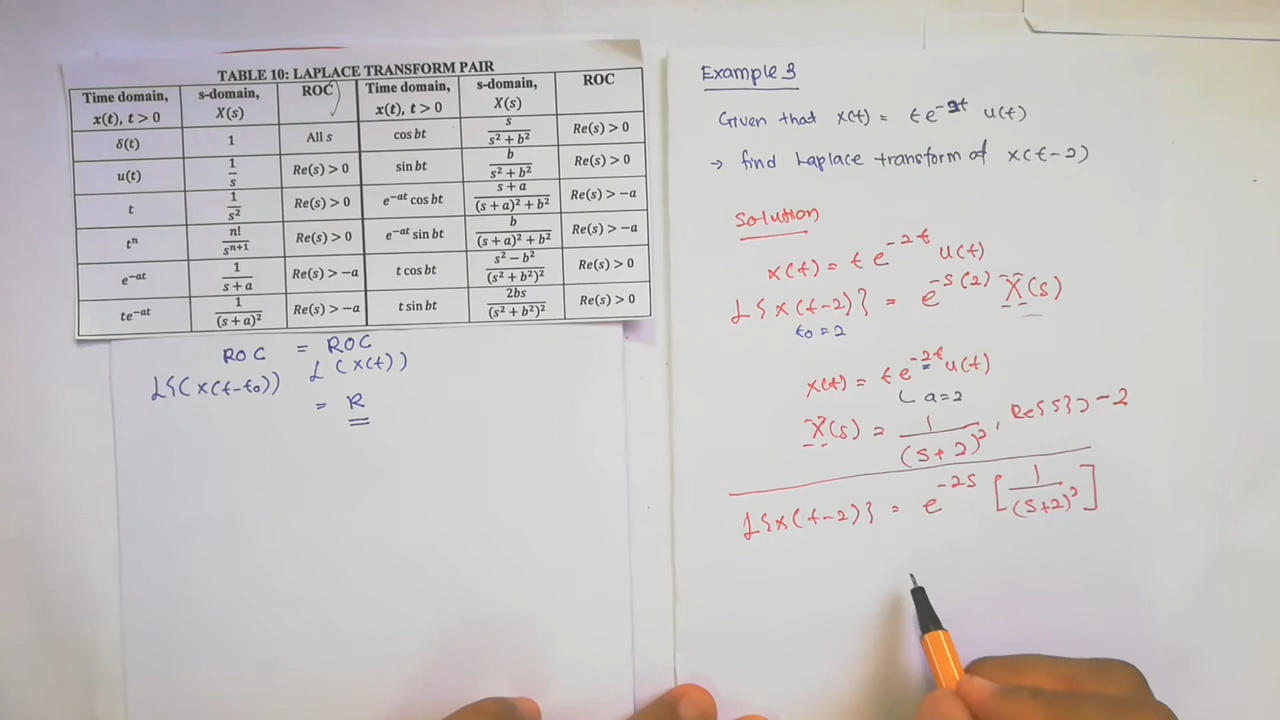 TABLE 10: LAPLACE TRANSFORM PAIR
Time domain, x(t), t > 0 | s-domain, X(s) | ROC | Time domain, x(t), t > 0 | s-domain, X(s) | ROC
δ(t) | 1 | All s | cos bt | s/(s² + b²) | Re(s) > 0
u(t) | 1/s | Re(s) > 0 | sin bt | b/(s² + b²) | Re(s) > 0
t | 1/s² | Re(s) > 0 | e⁻ᵃᵗ cos bt | (s + a)/((s + a)² + b²) | Re(s) > −a
tⁿ | n!/sⁿ⁺¹ | Re(s) > 0 | e⁻ᵃᵗ sin bt | b/((s + a)² + b²) | Re(s) > −a
e⁻ᵃᵗ | 1/(s + a) | Re(s) > −a | t cos bt | (s² − b²)/(s² + b²)² | Re(s) > 0
te⁻ᵃᵗ | 1/(s + a)² | Re(s) > −a | t sin bt | 2bs/(s² + b²)² | Re(s) > 0
ROC = ROC
L{(x(t-t₀)) L(x(t))
= R
Example 3
Given that x(t) = t e^-2t u(t)
→ find Laplace transform of x(t-2)
Solution
x(t) = t e^-2t u(t)
L{x(t-2)} = e^-s(2) X(s)
t₀ = 2
x(t) = t e^-2t u(t)
a = 2
X(s) = 1/(s+2)², Re{s} > -2
L{x(t-2)} = e^-2s [1/(s+2)²]